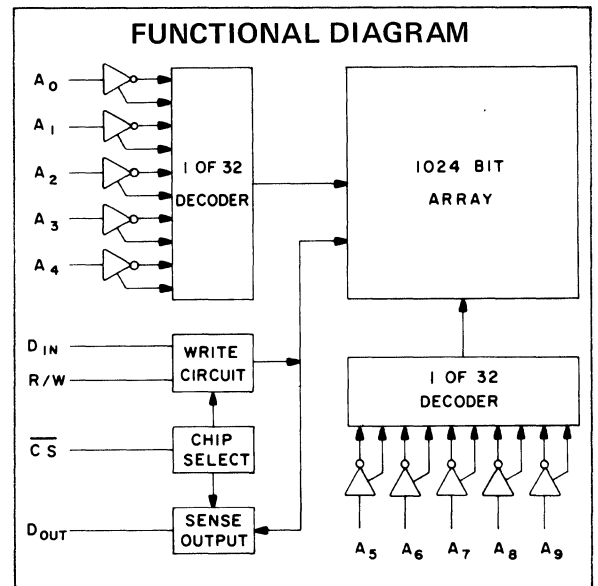 FUNCTIONAL DIAGRAM
A0
A1
A2
A3
A4
1 OF 32
DECODER
1024 BIT
ARRAY
DIN
R/W
WRITE
CIRCUIT
CS
CHIP
SELECT
DOUT
SENSE
OUTPUT
1 OF 32
DECODER
A5 A6 A7 A8 A9